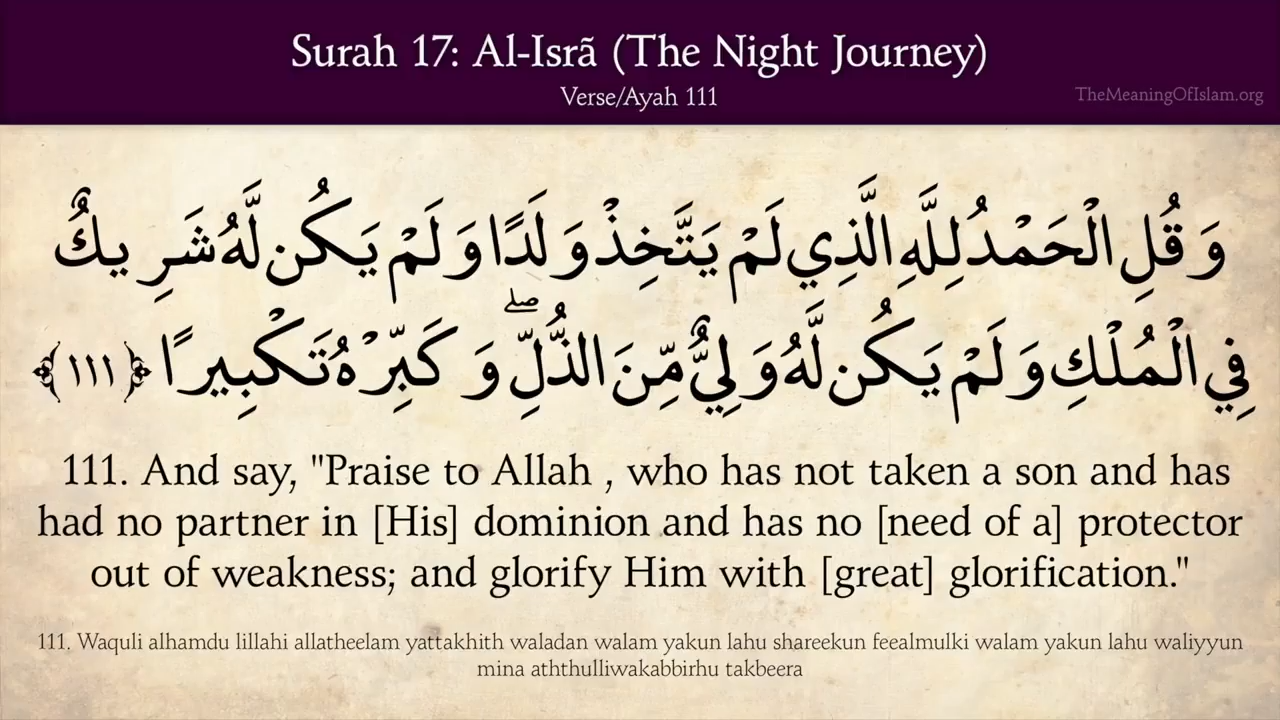 Surah 17: Al-Isrã (The Night Journey)
Verse/Ayah 111
TheMeaningOfIslam.org
وَقُلِ الْحَمْدُ لِلَّهِ الَّذِي لَمْ يَتَّخِذْ وَلَدًا وَلَمْ يَكُن لَّهُ شَرِيكٌ
فِي الْمُلْكِ وَلَمْ يَكُن لَّهُ وَلِيٌّ مِّنَ الذُّلِّ ۖ وَكَبِّرْهُ تَكْبِيرًا ﴿١١١﴾
111. And say, "Praise to Allah , who has not taken a son and has
had no partner in [His] dominion and has no [need of a] protector
out of weakness; and glorify Him with [great] glorification."
111. Waquli alhamdu lillahi allatheelam yattakhith waladan walam yakun lahu shareekun feealmulki walam yakun lahu waliyyun
mina aththulliwakabbirhu takbeera